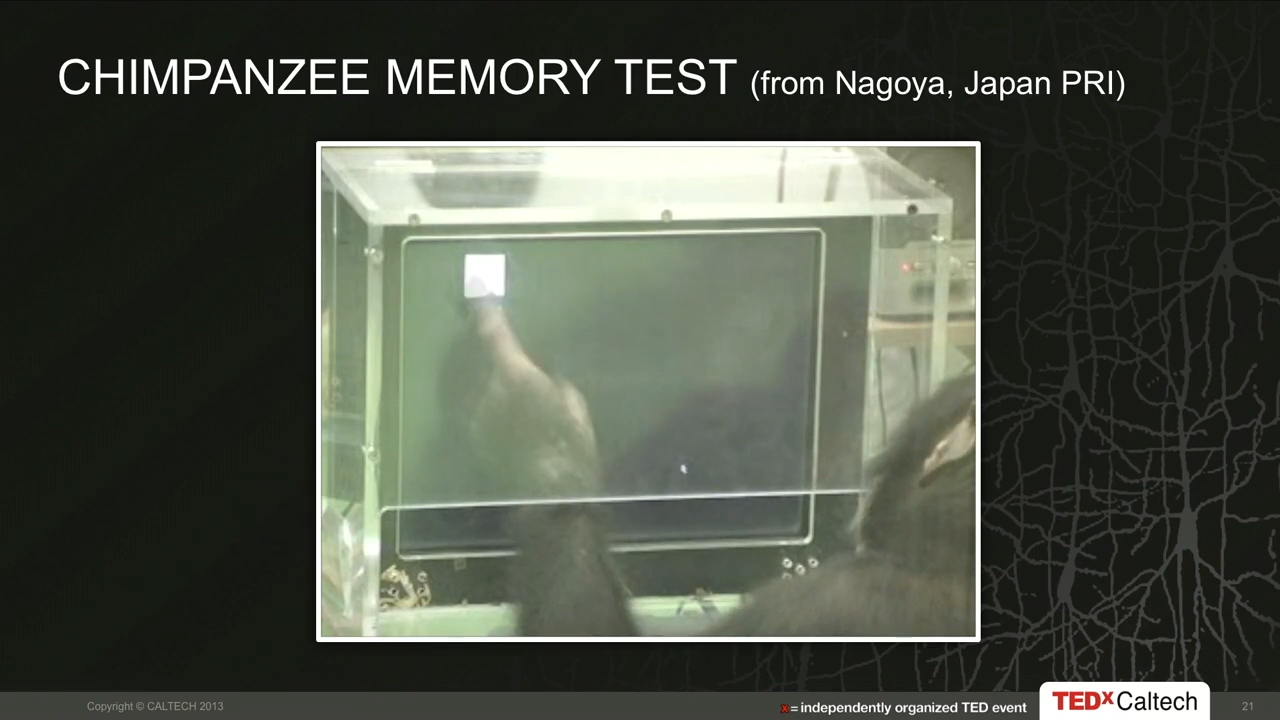 CHIMPANZEE MEMORY TEST (from Nagoya, Japan PRI)
Copyright © CALTECH 2013
x= independently organized TED event
TEDxCaltech
21